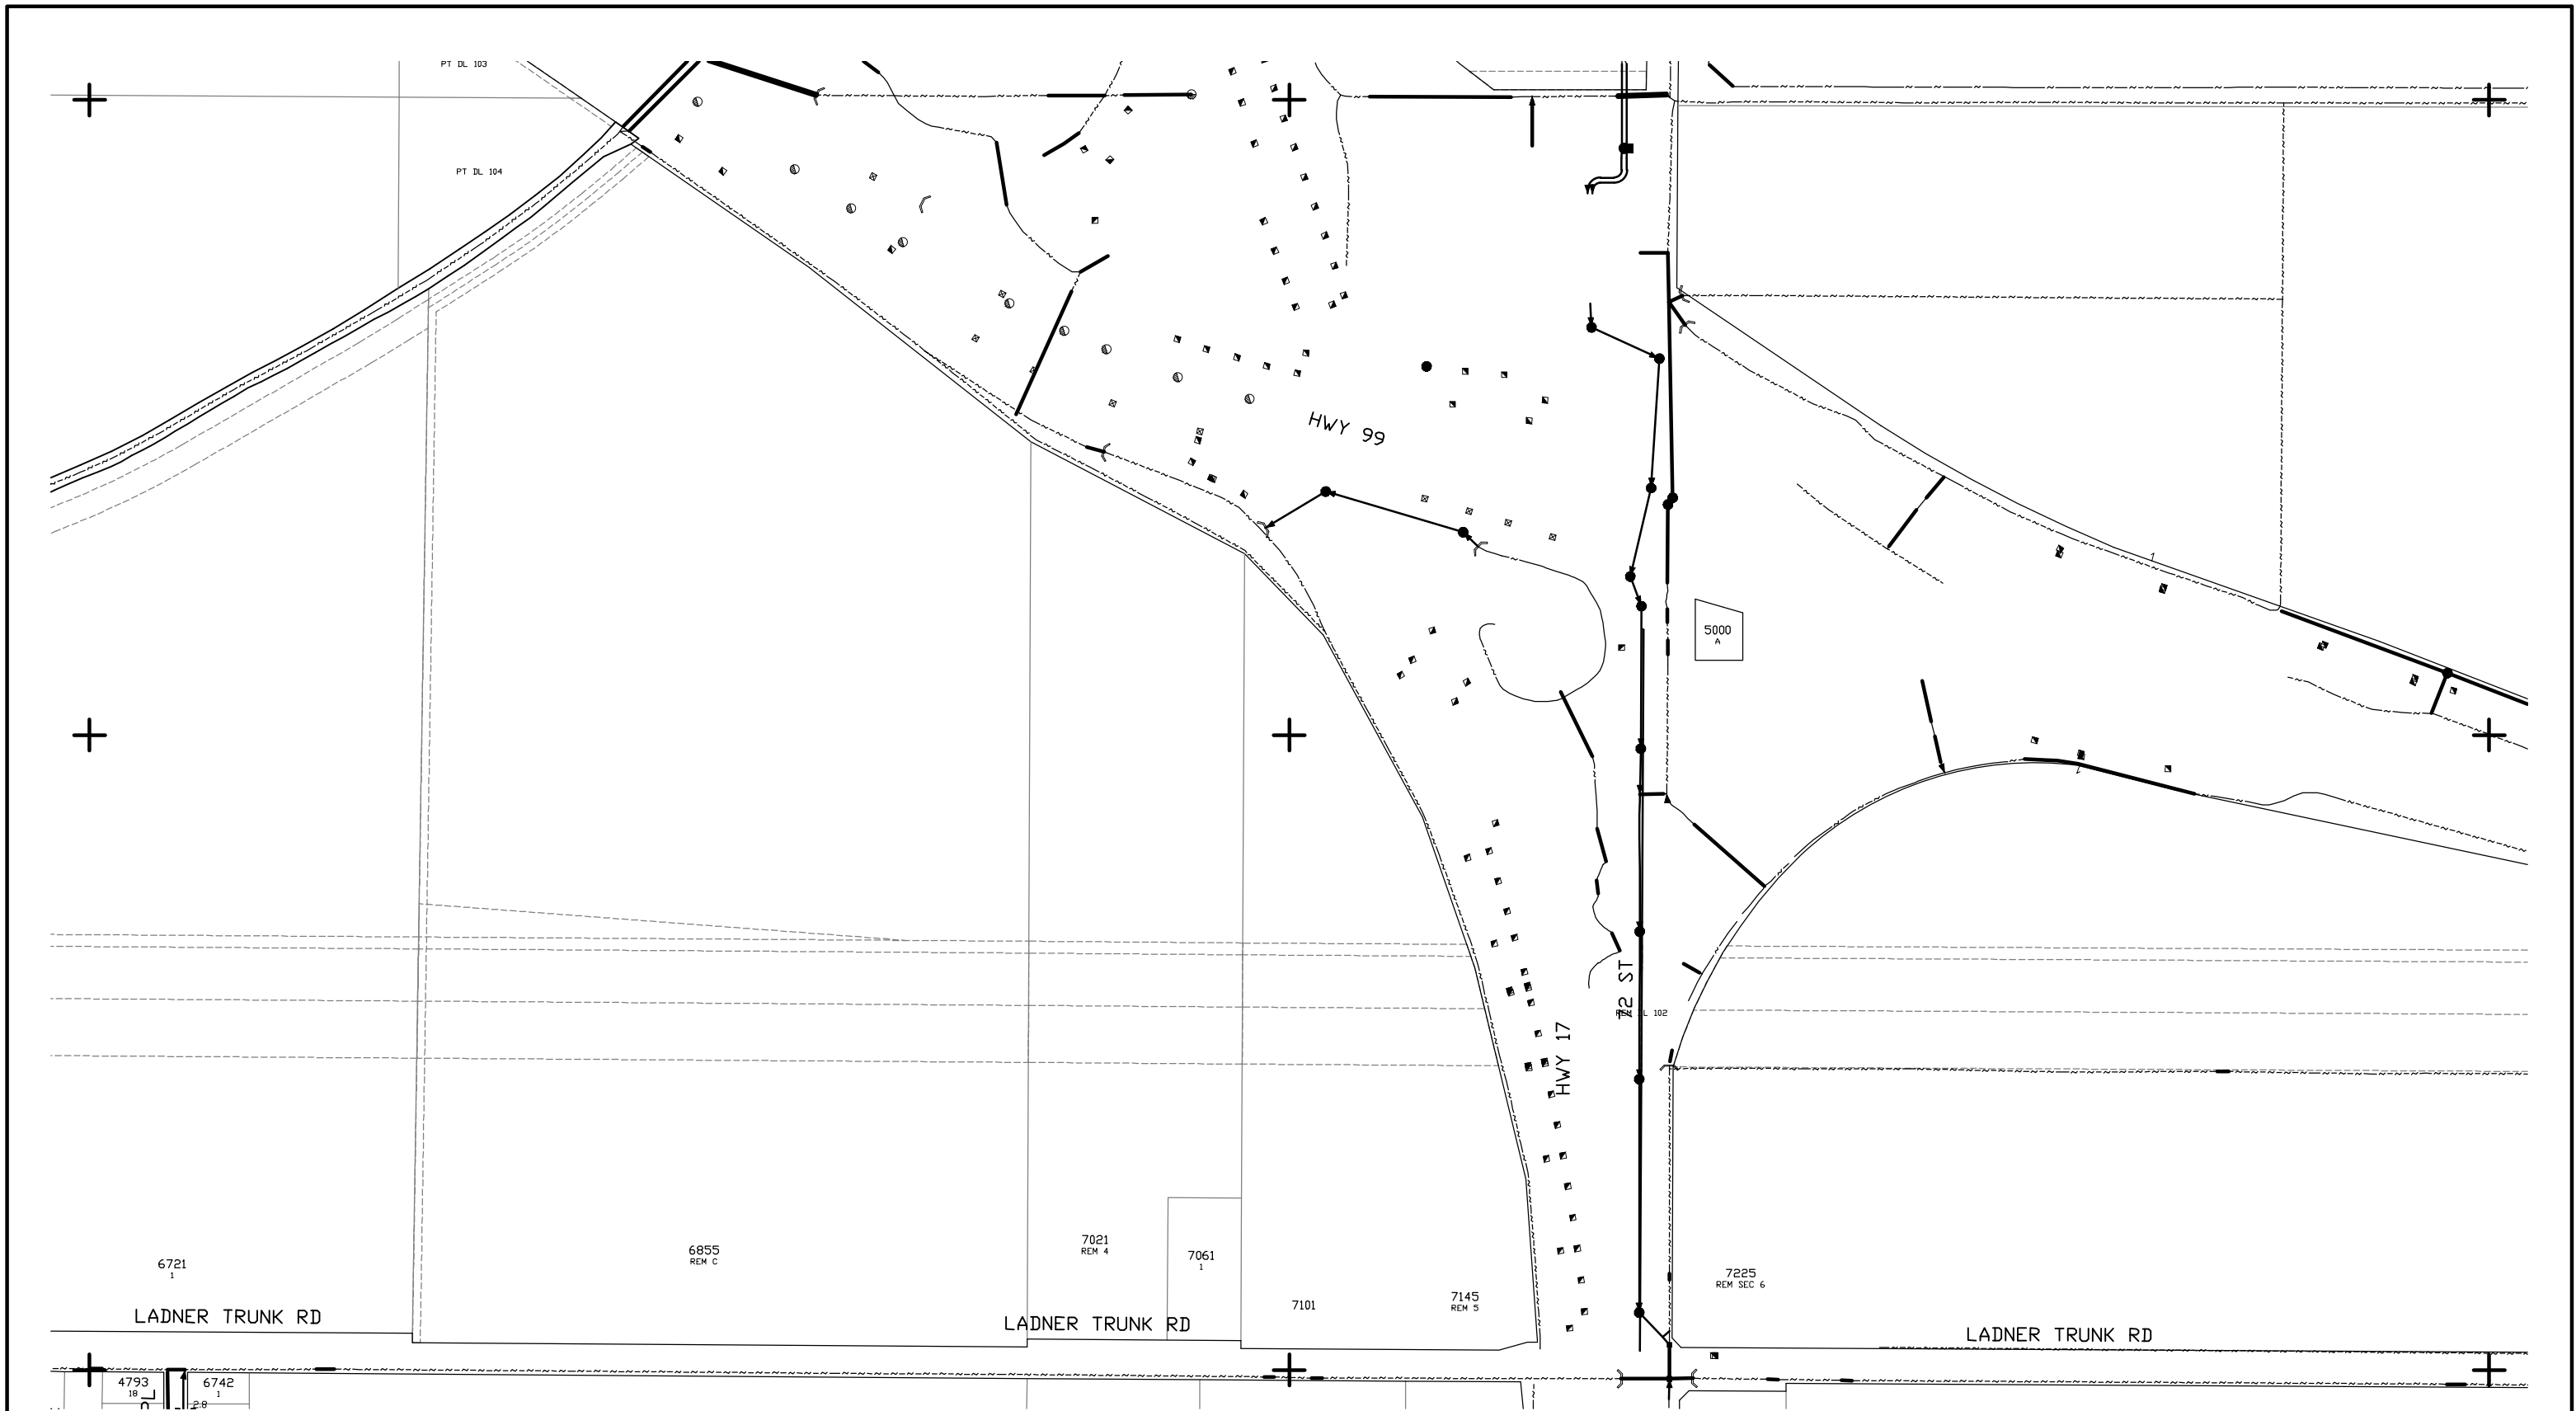 PT DL 103
PT DL 104
HWY 99
5000
A
72 ST
HWY 17
7021
REM 4
6855
REM C
7061
1
6721
1
7225
REM SEC 6
7145
REM 5
7101
LADNER TRUNK RD
LADNER TRUNK RD
LADNER TRUNK RD
4793
18
6742
1
2.8